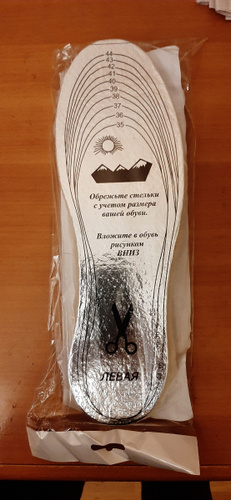 44
43
42
41
40
39
38
37
36
35
Обрежьте стельки
с учетом размера
вашей обуви.
Вложите в обувь
рисунком
ВНИЗ
ЛЕВАЯ